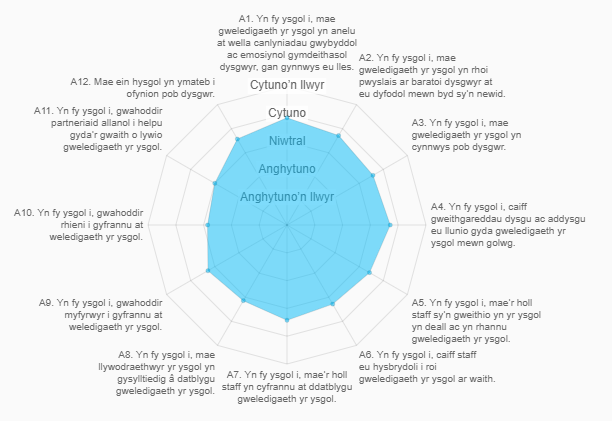 A1. Yn fy ysgol i, mae
gweledigaeth yr ysgol yn anelu
at wella canlyniadau gwybyddol
ac emosiynol gymdeithasol
dysgwyr, gan gynnwys eu lles.
A2. Yn fy ysgol i, mae
gweledigaeth yr ysgol yn rhoi
pwyslais ar baratoi dysgwyr at
eu dyfodol mewn byd sy'n newid.
A3. Yn fy ysgol i, mae
gweledigaeth yr ysgol yn
cynnwys pob dysgwr.
A4. Yn fy ysgol i, caiff
gweithgareddau dysgu ac addysgu
eu llunio gyda gweledigaeth yr
ysgol mewn golwg.
A5. Yn fy ysgol i, mae'r holl
staff sy'n gweithio yn yr ysgol
yn deall ac yn rhannu
gweledigaeth yr ysgol.
A6. Yn fy ysgol i, caiff staff
eu hysbrydoli i roi
gweledigaeth yr ysgol ar waith.
A7. Yn fy ysgol i, mae'r holl
staff yn cyfrannu at ddatblygu
gweledigaeth yr ysgol.
A8. Yn fy ysgol i, mae
llywodraethwyr yr ysgol yn
gysylltiedig â datblygu
gweledigaeth yr ysgol.
A9. Yn fy ysgol i, gwahoddir
myfyrwyr i gyfrannu at
weledigaeth yr ysgol.
A10. Yn fy ysgol i, gwahoddir
rhieni i gyfrannu at
weledigaeth yr ysgol.
A11. Yn fy ysgol i, gwahoddir
partneriaid allanol i helpu
gyda'r gwaith o lywio
gweledigaeth yr ysgol.
A12. Mae ein hysgol yn ymateb i
ofynion pob dysgwr.
Cytuno'n llwyr
Cytuno
Niwtral
Anghytuno
Anghytuno'n llwyr